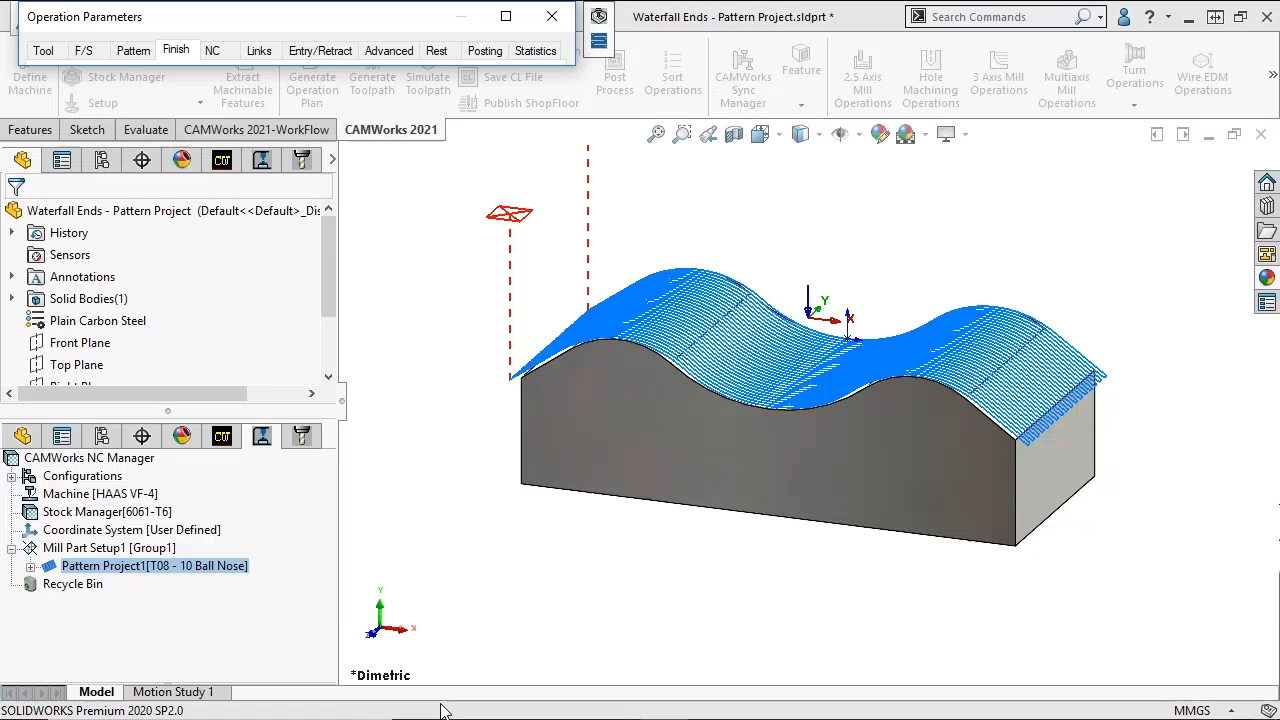 Operation Parameters
Waterfall Ends - Pattern Project.sldprt *
Search Commands
Tool F/S Pattern Finish NC Links Entry/Retract Advanced Rest Posting Statistics
Define Machine
Stock Manager
Setup
Extract Machinable Features
Generate Operation Plan
Generate Toolpath
Simulate Toolpath
Save CL File
Publish ShopFloor
Post Process
Sort Operations
CAMWorks Sync Manager
Feature
2.5 Axis Mill Operations
Hole Machining Operations
3 Axis Mill Operations
Multiaxis Mill Operations
Turn Operations
Wire EDM Operations
Features Sketch Evaluate CAMWorks 2021-WorkFlow CAMWorks 2021
Waterfall Ends - Pattern Project (Default<<Default>_Dis
History
Sensors
Annotations
Solid Bodies(1)
Plain Carbon Steel
Front Plane
Top Plane
CAMWorks NC Manager
Configurations
Machine [HAAS VF-4]
Stock Manager[6061-T6]
Coordinate System [User Defined]
Mill Part Setup1 [Group1]
Pattern Project1[T08 - 10 Ball Nose]
Recycle Bin
Y
X
Y
X
Z
*Dimetric
Model Motion Study 1
SOLIDWORKS Premium 2020 SP2.0
MMGS